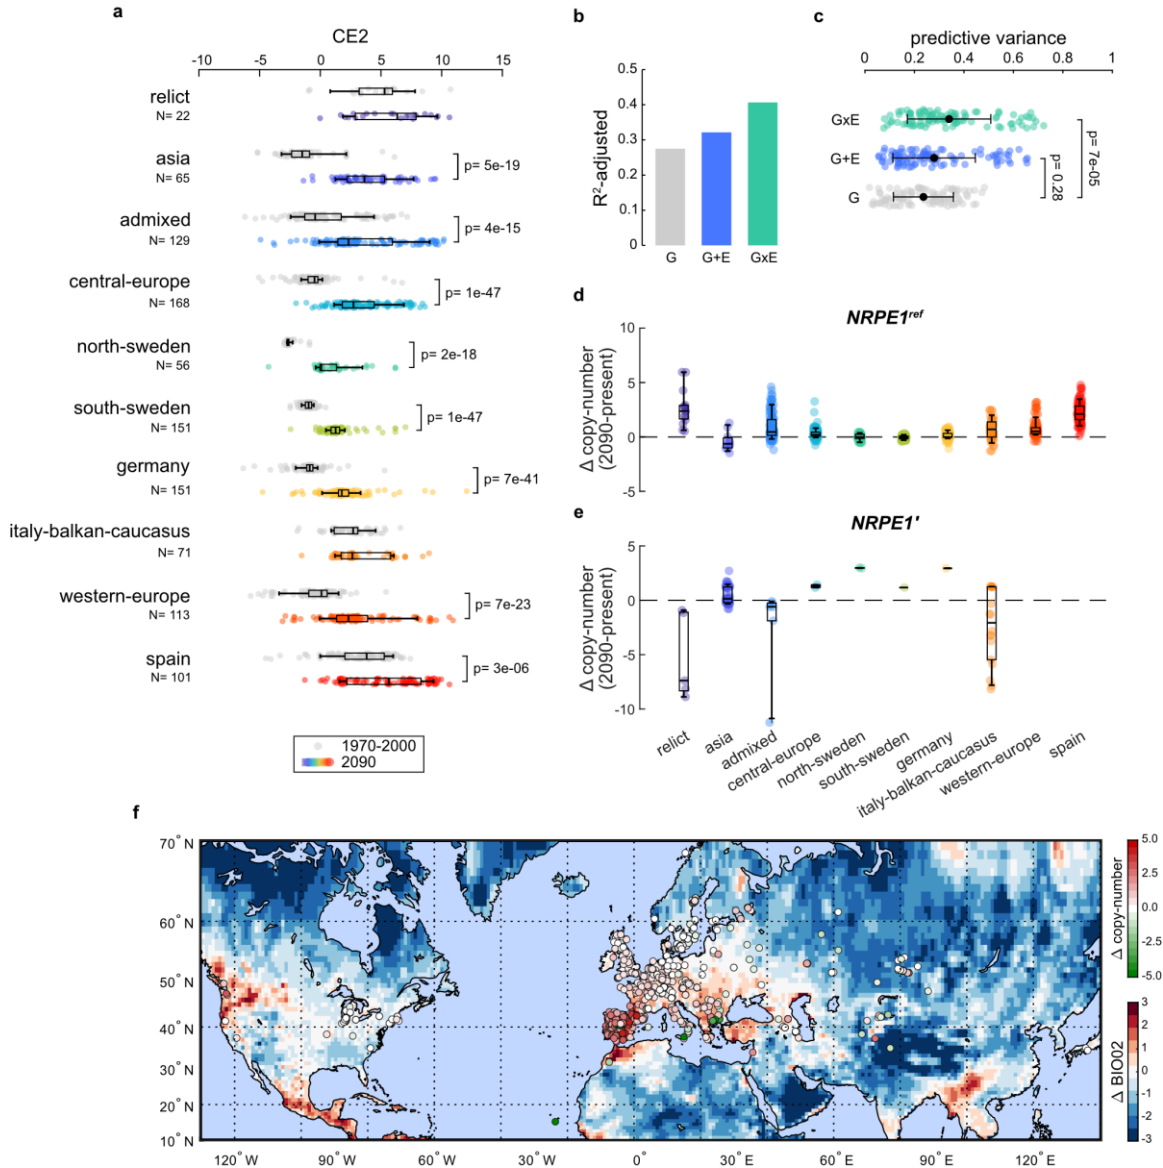 a
CE2
-10 -5 0 5 10 15
relict
N= 22
asia
N= 65
p= 5e-19
admixed
N= 129
p= 4e-15
central-europe
N= 168
p= 1e-47
north-sweden
N= 56
p= 2e-18
south-sweden
N= 151
p= 1e-47
germany
N= 151
p= 7e-41
italy-balkan-caucasus
N= 71
western-europe
N= 113
p= 7e-23
spain
N= 101
p= 3e-06
1970-2000
2090
b
R²-adjusted
0.5
0.4
0.3
0.2
0.1
0
G G+E GxE
c
predictive variance
0 0.2 0.4 0.6 0.8 1
GxE
G+E
G
p= 0.28
p= 7e-05
d
NRPE1ʳᵉᶠ
Δ copy-number
(2090-present)
10
5
0
-5
e
NRPE1'
Δ copy-number
(2090-present)
5
0
-5
-10
relict
asia
admixed
central-europe
north-sweden
south-sweden
germany
italy-balkan-caucasus
western-europe
spain
f
70° N
60° N
50° N
40° N
30° N
20° N
10° N
120° W 90° W 60° W 30° W 0° 30° E 60° E 90° E 120° E
Δ copy-number
5.0
2.5
0.0
-2.5
-5.0
Δ BIO02
3
2
1
0
-1
-2
-3